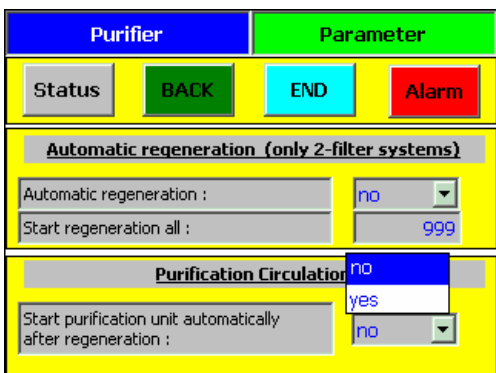 Purifier Parameter
Status BACK END Alarm
Automatic regeneration (only 2-filter systems)
Automatic regeneration : no
Start regeneration all : 999
Purification Circulation
no
yes
Start purification unit automatically
after regeneration : no